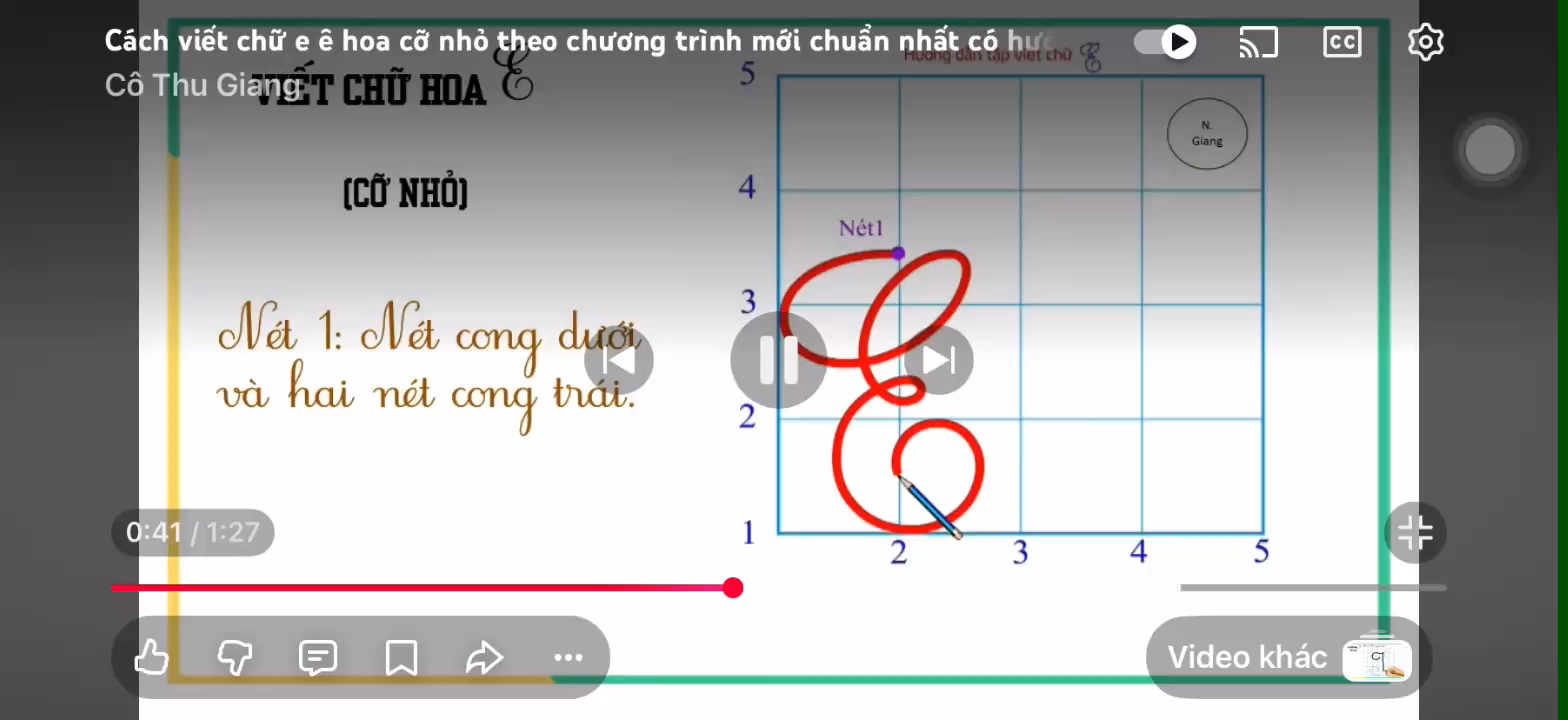 Cách viết chữ e ê hoa cỡ nhỏ theo chương trình mới chuẩn nhất có hướ
Cô Thu Giang
VIẾT CHỮ HOA E
(CỠ NHỎ)
Nét 1: Nét cong dưới
và hai nét cong trái.
Hướng dẫn tập viết chữ E
N.
Giang
Nét1
5
4
3
2
1
2
3
4
5
CC
0:41 / 1:27
Video khác